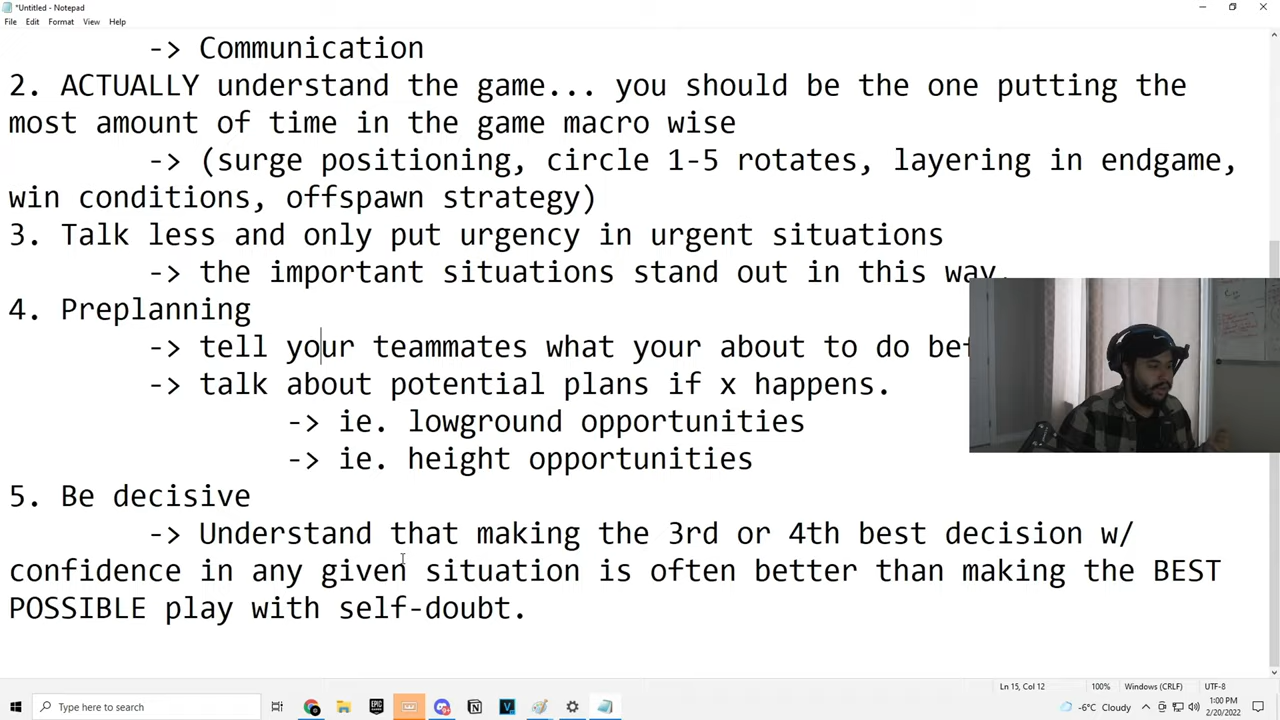 *Untitled - Notepad
File Edit Format View Help
-> Communication
2. ACTUALLY understand the game... you should be the one putting the
most amount of time in the game macro wise
-> (surge positioning, circle 1-5 rotates, layering in endgame,
win conditions, offspawn strategy)
3. Talk less and only put urgency in urgent situations
-> the important situations stand out in this way.
4. Preplanning
-> tell your teammates what your about to do
-> talk about potential plans if x happens.
-> ie. lowground opportunities
-> ie. height opportunities
5. Be decisive
-> Understand that making the 3rd or 4th best decision w/
confidence in any given situation is often better than making the BEST
POSSIBLE play with self-doubt.
Ln 15, Col 12 100% Windows (CRLF) UTF-8
Type here to search
-6°C Cloudy
1:00 PM
2/20/2022